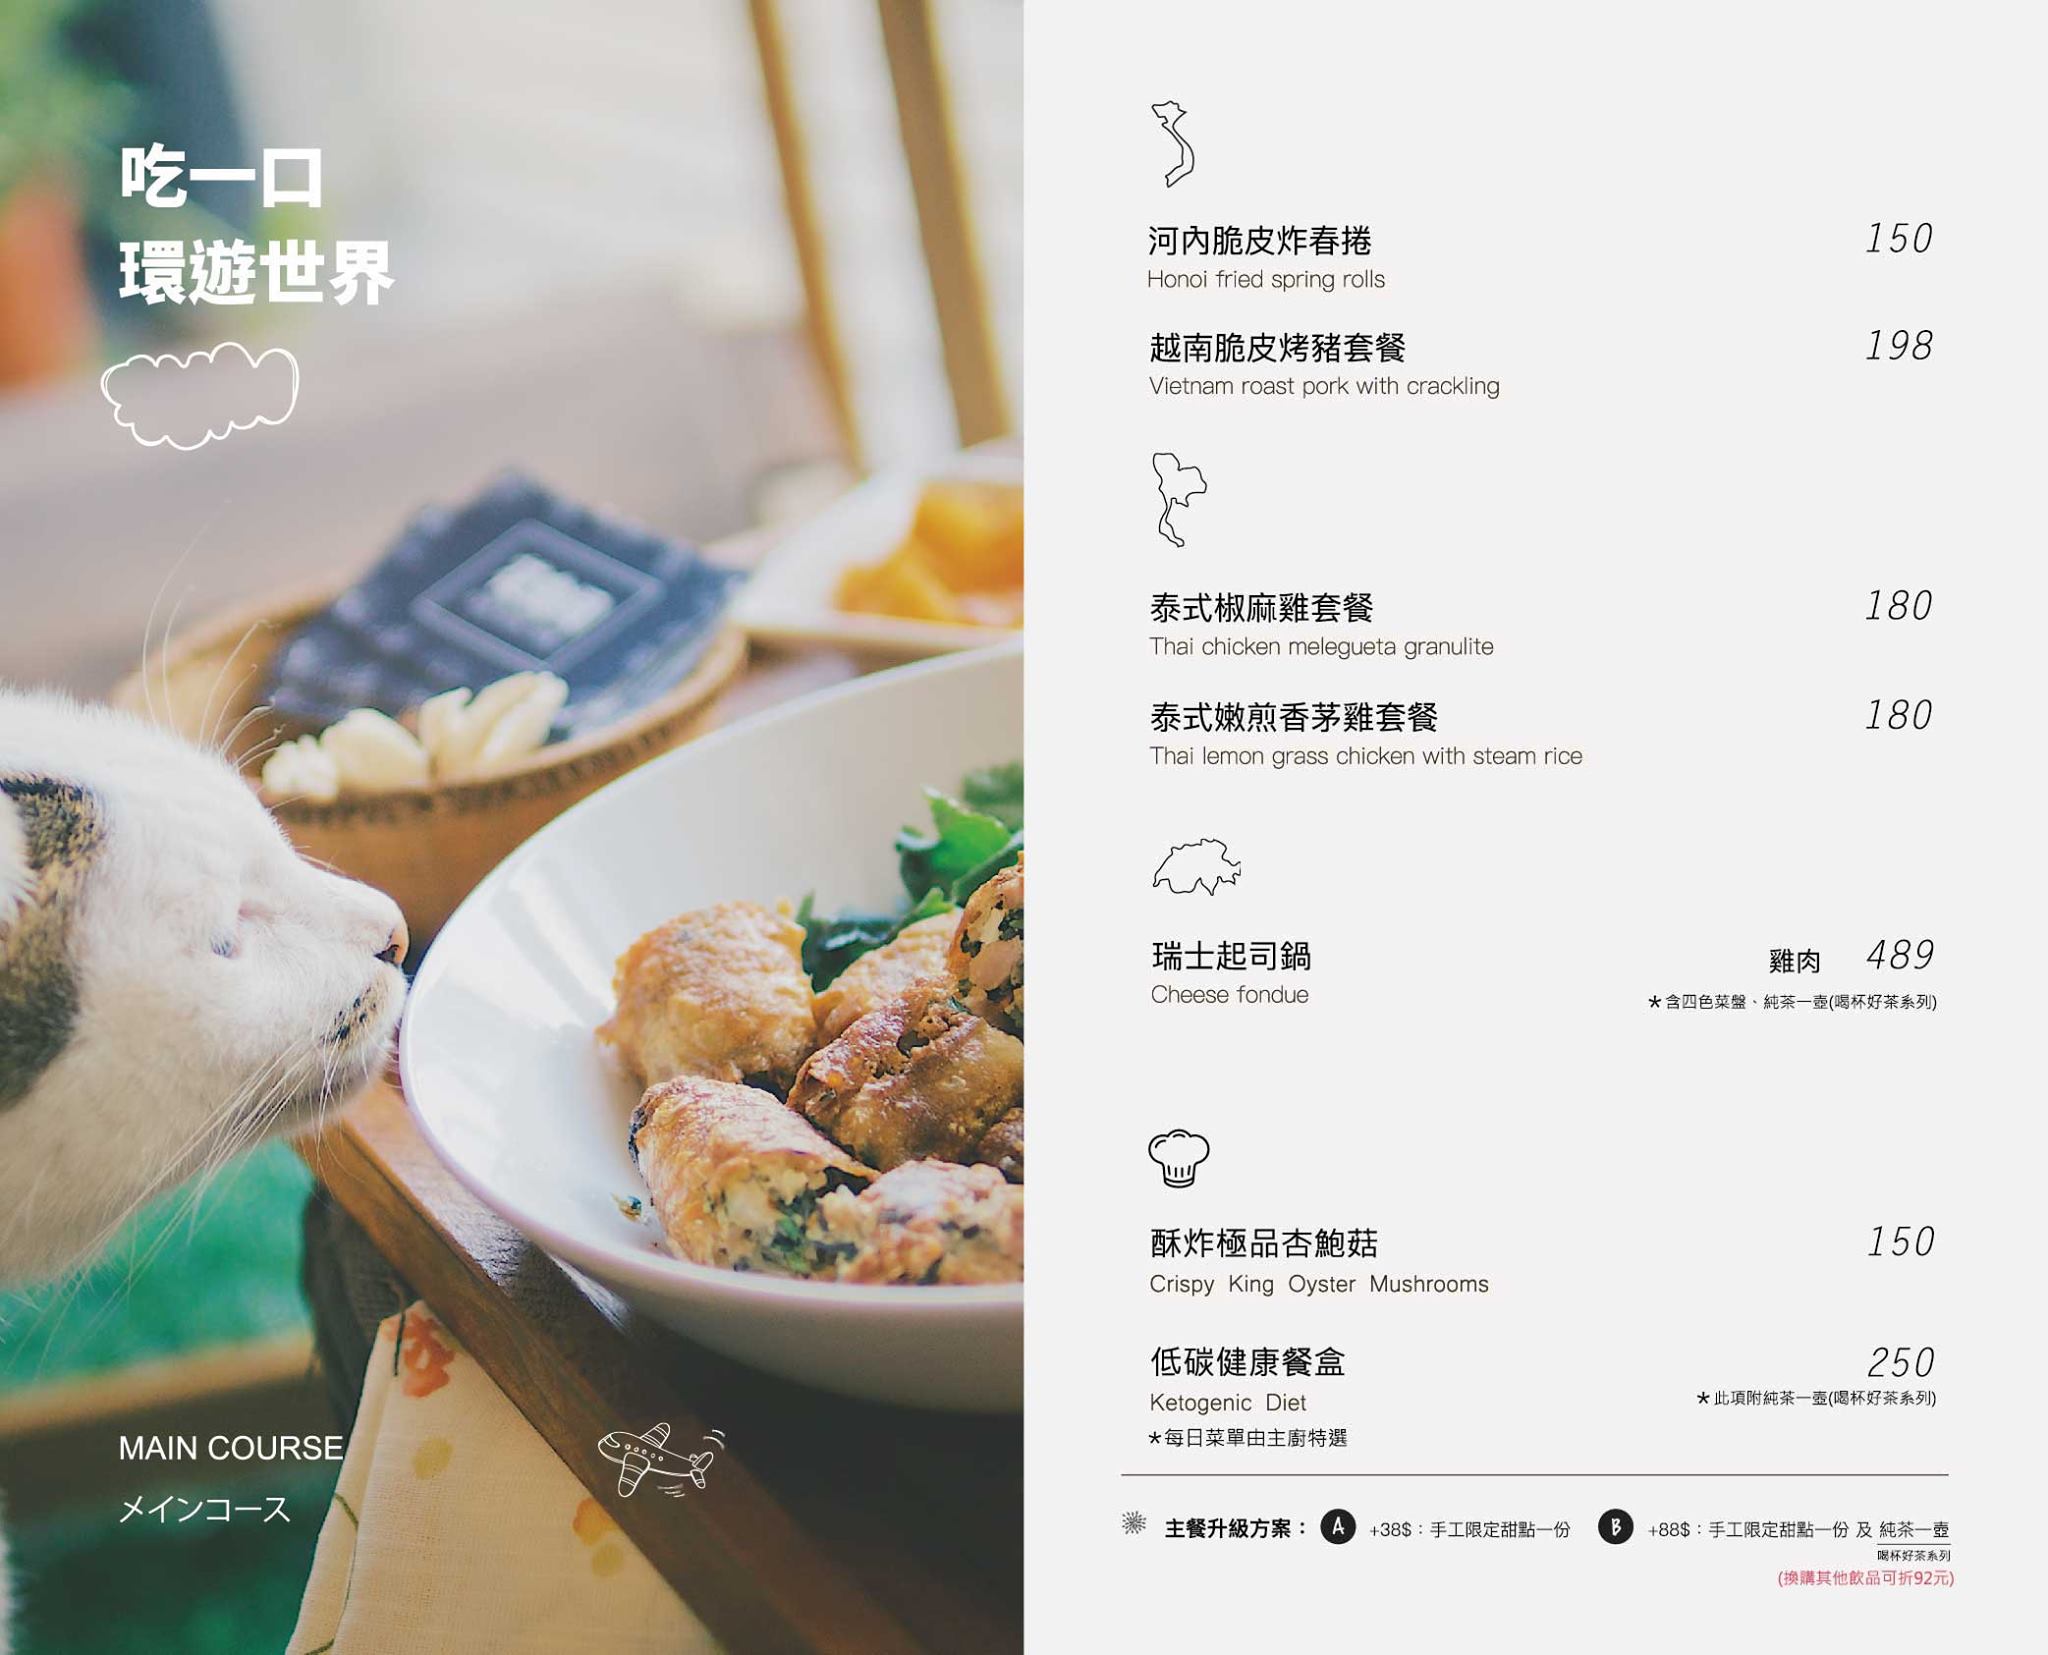 吃一口
環遊世界
MAIN COURSE
メインコース
河內脆皮炸春捲 150
Honoi fried spring rolls
越南脆皮烤豬套餐 198
Vietnam roast pork with crackling
泰式椒麻雞套餐 180
Thai chicken melegueta granulite
泰式嫩煎香茅雞套餐 180
Thai lemon grass chicken with steam rice
瑞士起司鍋 雞肉 489
Cheese fondue
*含四色菜盤、純茶一壺(喝杯好茶系列)
酥炸極品杏鮑菇 150
Crispy King Oyster Mushrooms
低碳健康餐盒 250
Ketogenic Diet
*此項附純茶一壺(喝杯好茶系列)
*每日菜單由主廚特選
主餐升級方案: A +38$:手工限定甜點一份 B +88$:手工限定甜點一份 及 純茶一壺
喝杯好茶系列
(換購其他飲品可折92元)